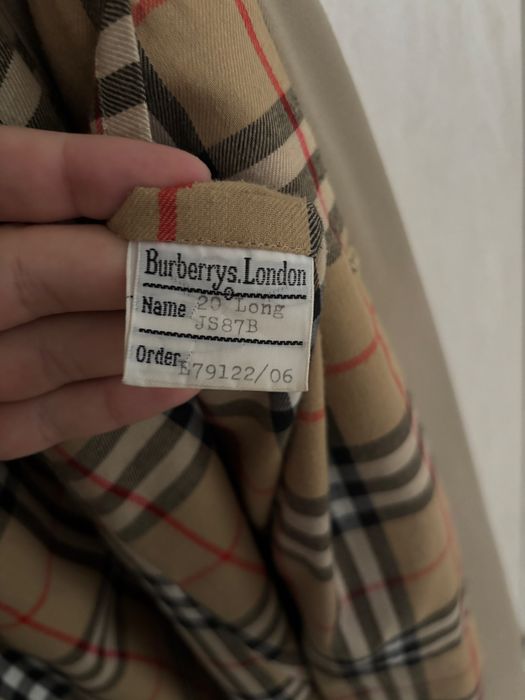 Burberrys.London
Name 20 Long
JS87B
Order E79122/06